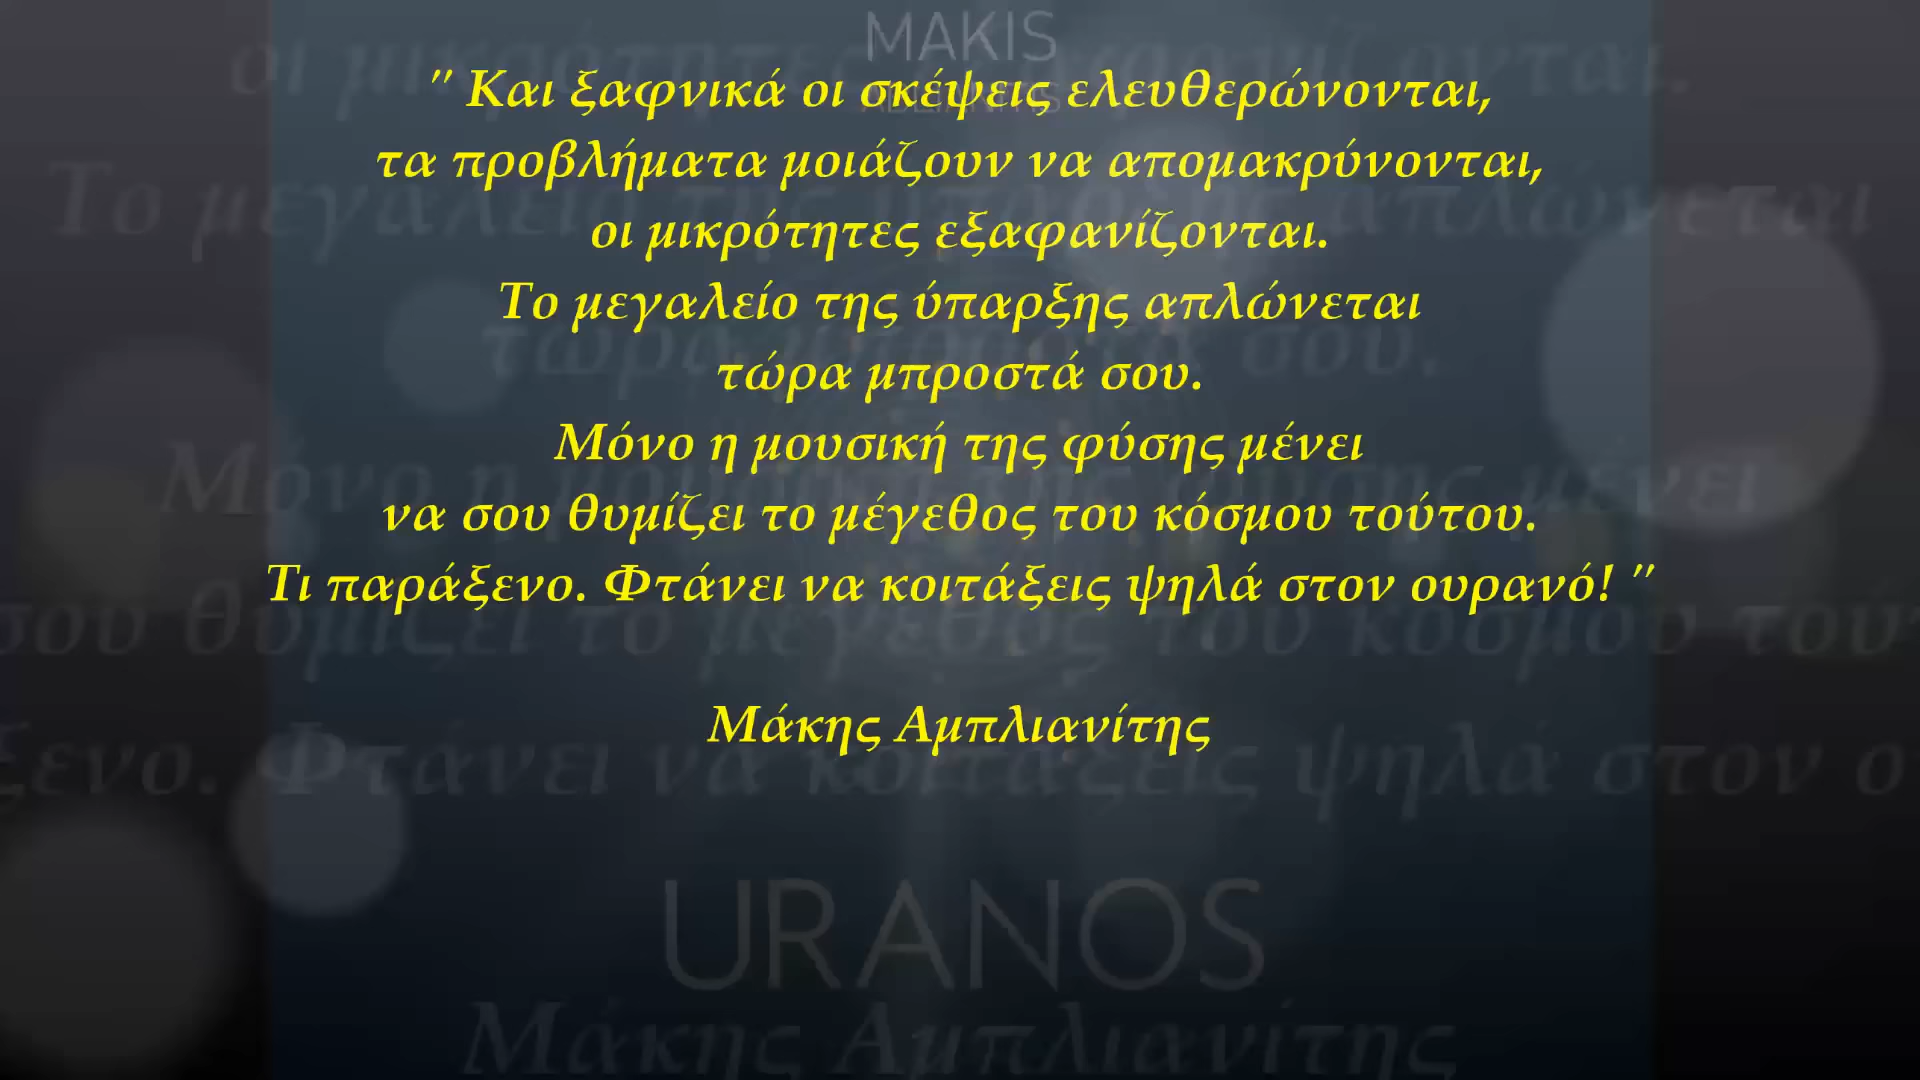 MAKIS
" Και ξαφνικά οι σκέψεις ελευθερώνονται,
τα προβλήματα μοιάζουν να απομακρύνονται,
οι μικρότητες εξαφανίζονται.
Το μεγαλείο της ύπαρξης απλώνεται
τώρα μπροστά σου.
Μόνο η μουσική της φύσης μένει
να σου θυμίζει το μέγεθος του κόσμου τούτου.
Τι παράξενο. Φτάνει να κοιτάξεις ψηλά στον ουρανό! "
Μάκης Αμπλιανίτης
URANOS
Μάκης Αμπλιανίτης